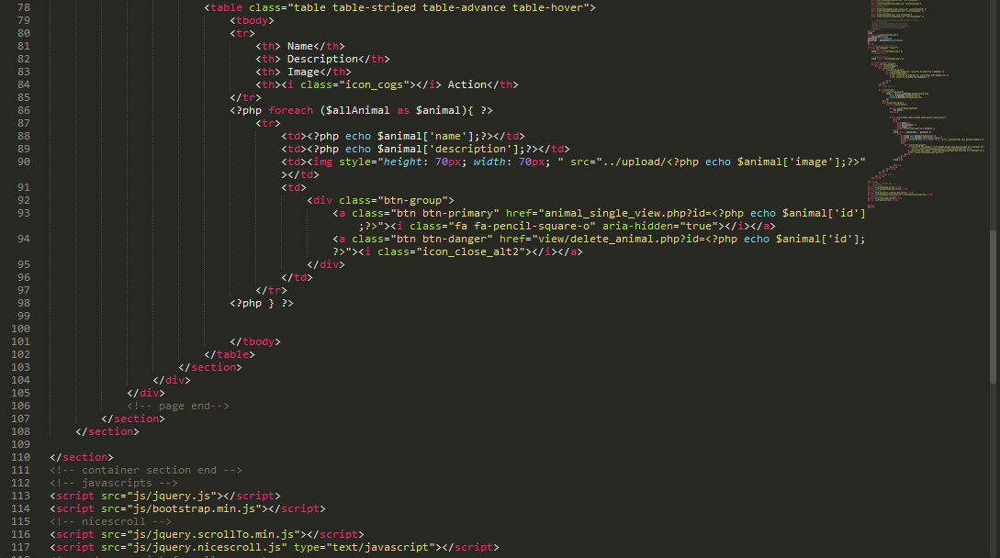 78 <table class="table table-striped table-advance table-hover">
79 <tbody>
80 <tr>
81 <th> Name</th>
82 <th> Description</th>
83 <th> Image</th>
84 <th><i class="icon_cogs"></i> Action</th>
85 </tr>
86 <?php foreach ($allAnimal as $animal){ ?>
87 <tr>
88 <td><?php echo $animal['name'];?></td>
89 <td><?php echo $animal['description'];?></td>
90 <td><img style="height: 70px; width: 70px; " src="../upload/<?php echo $animal['image'];?>"
></td>
91 <td>
92 <div class="btn-group">
93 <a class="btn btn-primary" href="animal_single_view.php?id=<?php echo $animal['id']
;?>"><i class="fa fa-pencil-square-o" aria-hidden="true"></i></a>
94 <a class="btn btn-danger" href="view/delete_animal.php?id=<?php echo $animal['id'];
?>"><i class="icon_close_alt2"></i></a>
95 </div>
96 </td>
97 </tr>
98 <?php } ?>
99
100
101 </tbody>
102 </table>
103 </section>
104 </div>
105 </div>
106 <!-- page end-->
107 </section>
108 </section>
109
110 </section>
111 <!-- container section end -->
112 <!-- javascripts -->
113 <script src="js/jquery.js"></script>
114 <script src="js/bootstrap.min.js"></script>
115 <!-- nicescroll -->
116 <script src="js/jquery.scrollTo.min.js"></script>
117 <script src="js/jquery.nicescroll.js" type="text/javascript"></script>